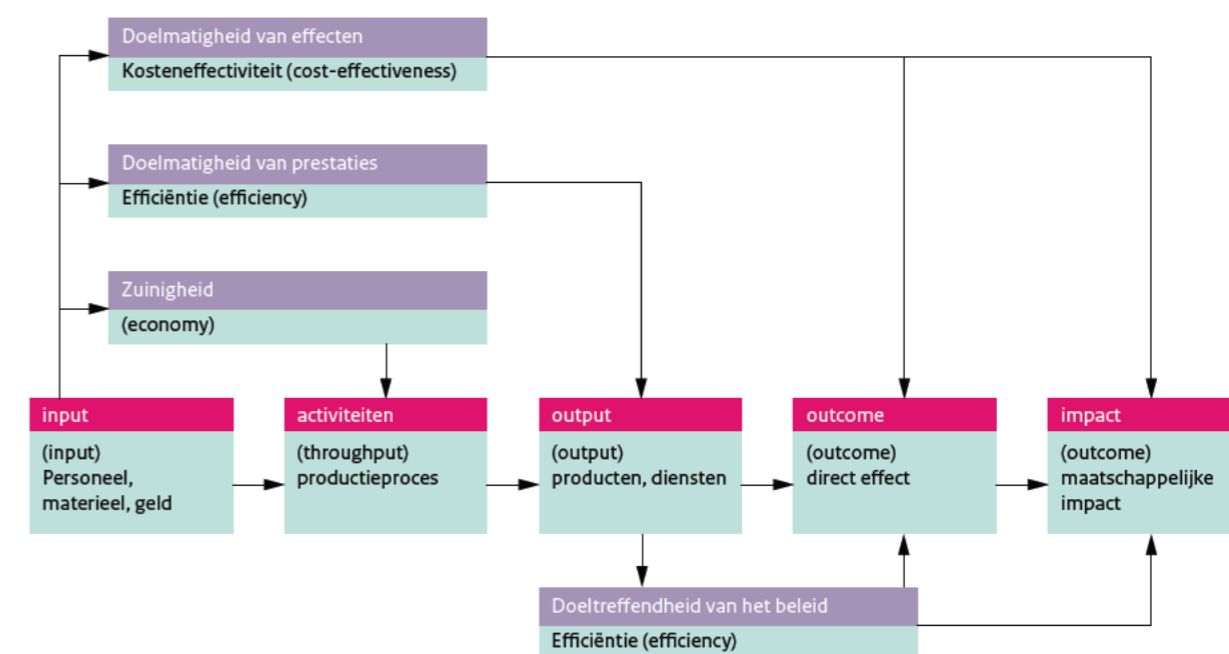 Doelmatigheid van effecten
Kosteneffectiviteit (cost-effectiveness)
Doelmatigheid van prestaties
Efficiëntie (efficiency)
Zuinigheid
(economy)
input
(input)
Personeel,
materieel, geld
activiteiten
(throughput)
productieproces
output
(output)
producten, diensten
outcome
(outcome)
direct effect
impact
(outcome)
maatschappelijke
impact
Doeltreffendheid van het beleid
Efficiëntie (efficiency)